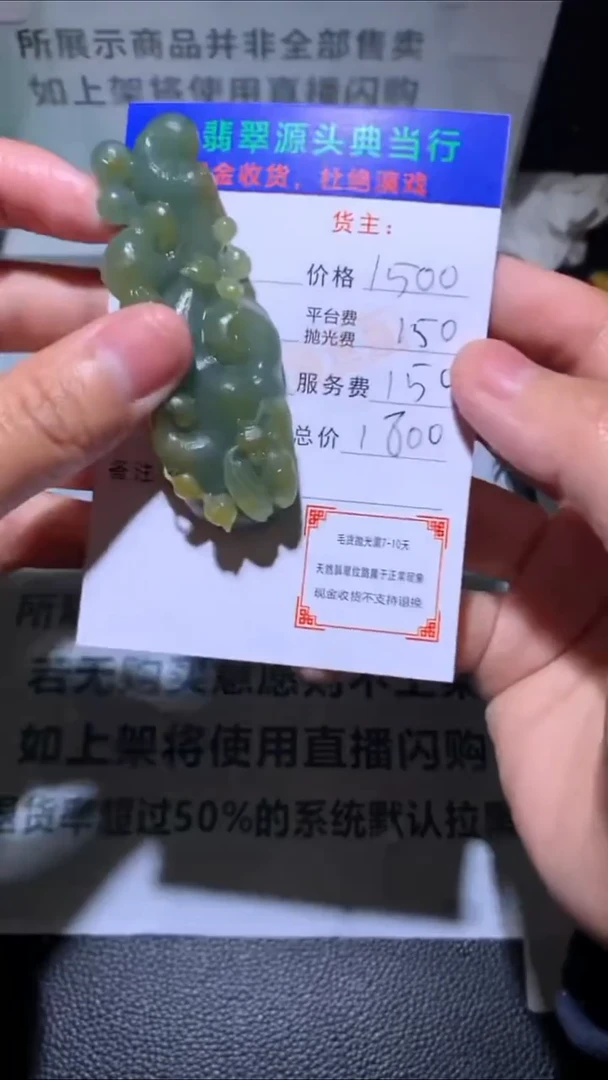 所展示商品并非全部售卖
如上架将使用直播闪购
翡翠源头典当行
金收货，杜绝演戏
货主：
价格 1500
平台费
抛光费 150
服务费 150
总价 1800
备注
毛货抛光需7-10天
天然翡翠纹路属于正常现象
现金收货不支持退换
所
若无购买意愿则不上架
如上架将使用直播闪购
退货率超过50%的系统默认拉